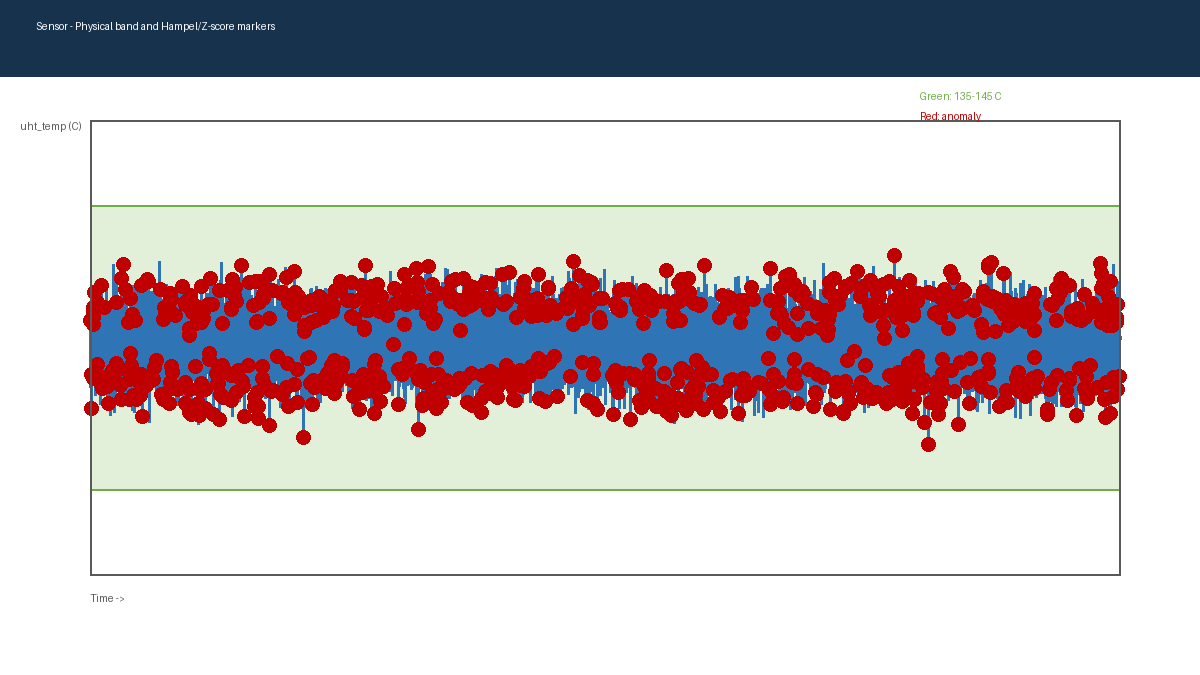 Sensor - Physical band and Hampel/Z-score markers
Green: 135-145 C
Red: anomaly
uht_temp (C)
Time ->